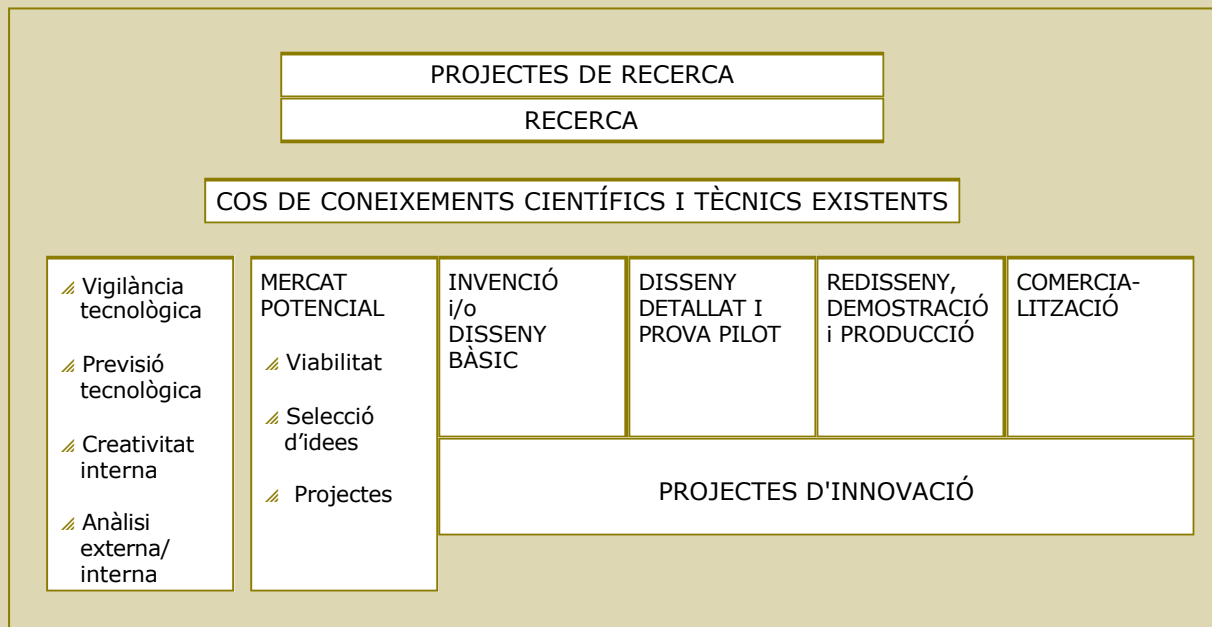 PROJECTES DE RECERCA
RECERCA
COS DE CONEIXEMENTS CIENTÍFICS I TÈCNICS EXISTENTS
Vigilància
tecnològica
Previsió
tecnològica
Creativitat
interna
Anàlisi
externa/
interna
MERCAT
POTENCIAL
Viabilitat
Selecció
d’idees
Projectes
INVENCIÓ
i/o
DISSENY
BÀSIC
DISSENY
DETALLAT I
PROVA PILOT
REDISSENY,
DEMOSTRACIÓ
i PRODUCCIÓ
COMERCIA-
LITZACIÓ
PROJECTES D'INNOVACIÓ